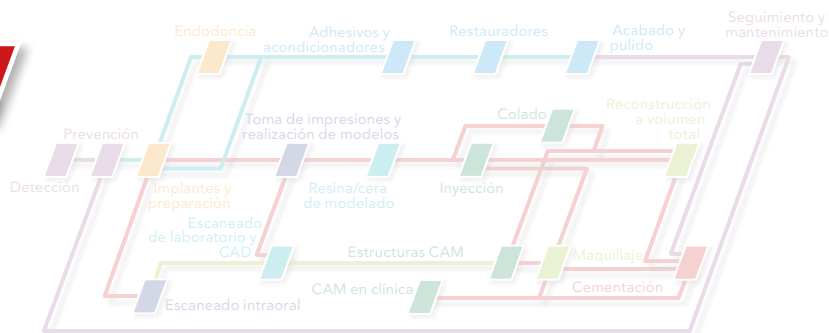 Seguimiento y
mantenimiento
Endodoncia
Adhesivos y
acondicionadores
Restauradores
Acabado y
pulido
Prevención
Toma de impresiones y
realización de modelos
Colado
Reconstrucción
a volumen
total
Detección
Implantes y
preparación
Resina/cera
de modelado
Inyección
Escaneado
de laboratorio y
CAD
Estructuras CAM
Maquillaje
Escaneado intraoral
CAM en clínica
Cementación